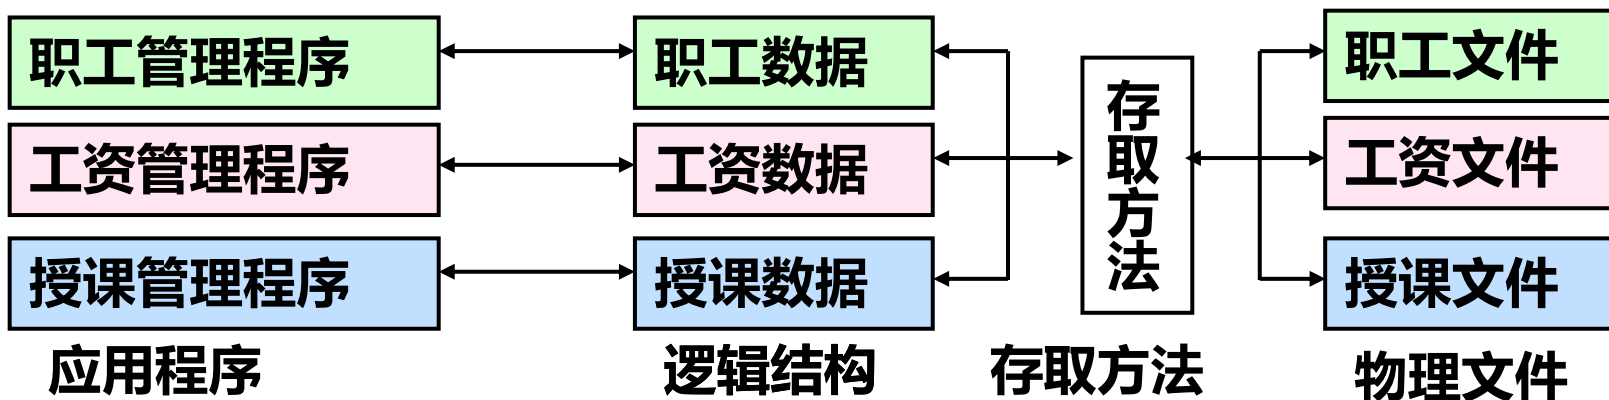 职工管理程序
职工数据
职工文件
工资管理程序
工资数据
存取方法
工资文件
授课管理程序
授课数据
授课文件
应用程序
逻辑结构
存取方法
物理文件